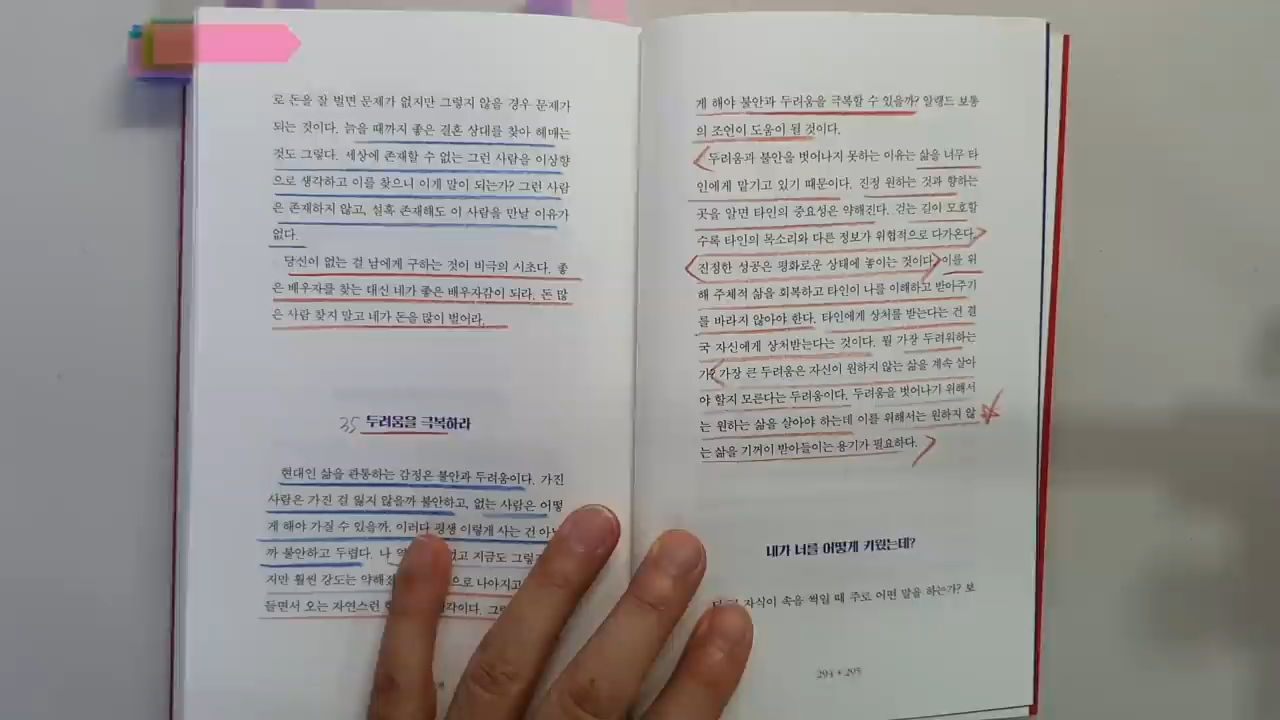 로 돈을 잘 벌면 문제가 없지만 그렇지 않을 경우 문제가
되는 것이다. 늙을 때까지 좋은 결혼 상대를 찾아 헤매는
것도 그렇다. 세상에 존재할 수 없는 그런 사람을 이상향
으로 생각하고 이를 찾으니 이게 말이 되는가? 그런 사람
은 존재하지 않고, 설혹 존재해도 이 사람을 만날 이유가
없다.
당신이 없는 걸 남에게 구하는 것이 비극의 시초다. 좋
은 배우자를 찾는 대신 네가 좋은 배우자감이 되라. 돈 많
은 사람 찾지 말고 네가 돈을 많이 벌어라.
35 두려움을 극복하라
현대인 삶을 관통하는 감정은 불안과 두려움이다. 가진
사람은 가진 걸 잃지 않을까 불안하고, 없는 사람은 어떻
게 해야 가질 수 있을까. 이러다 평생 이렇게 사는 건 아
까 불안하고 두렵다. 나 지금도 그렇
지만 훨씬 강도는 약해 으로 나아지고
들면서 오는 자연스런
게 해야 불안과 두려움을 극복할 수 있을까? 알랭드 보통
의 조언이 도움이 될 것이다.
두려움과 불안을 벗어나지 못하는 이유는 삶을 너무 타
인에게 맡기고 있기 때문이다. 진정 원하는 것과 향하는
곳을 알면 타인의 중요성은 약해진다. 걷는 길이 모호할
수록 타인의 목소리와 다른 정보가 위협적으로 다가온다.
진정한 성공은 평화로운 상태에 놓이는 것이다. 이를 위
해 주체적 삶을 회복하고 타인이 나를 이해하고 받아주기
를 바라지 않아야 한다. 타인에게 상처를 받는다는 건 결
국 자신에게 상처받는다는 것이다. 뭘 가장 두려워하는
가? 가장 큰 두려움은 자신이 원하지 않는 삶을 계속 살아
야 할지 모른다는 두려움이다. 두려움을 벗어나기 위해서
는 원하는 삶을 살아야 하는데 이를 위해서는 원하지 않
는 삶을 기꺼이 받아들이는 용기가 필요하다.
내가 너를 어떻게 키웠는데?
자식이 속을 썩일 때 주로 어떤 말을 하는가? 보
294 + 295